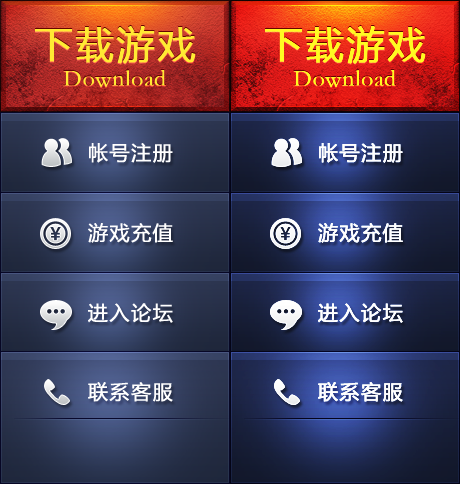 下载游戏 下载游戏
Download Download
帐号注册 帐号注册
游戏充值 游戏充值
进入论坛 进入论坛
联系客服 联系客服